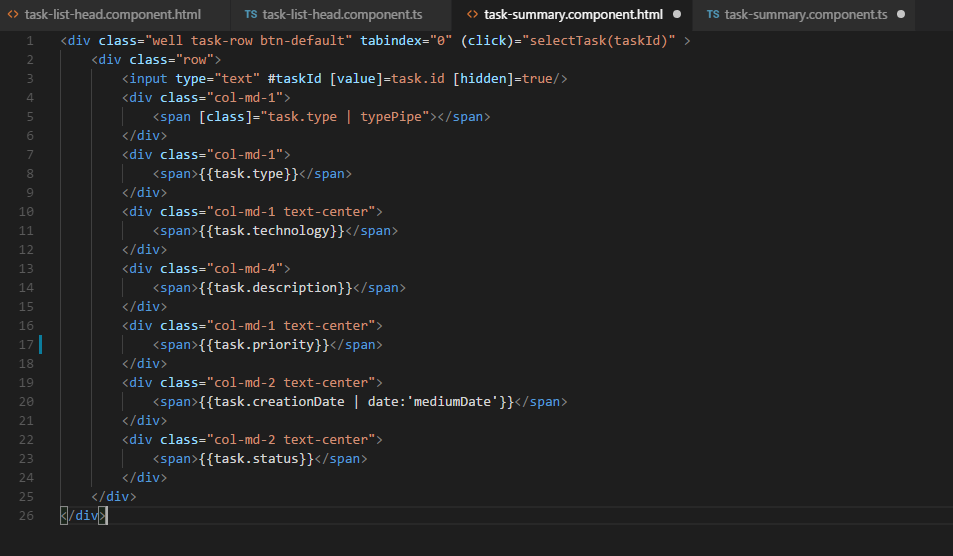 task-list-head.component.html TS task-list-head.component.ts task-summary.component.html TS task-summary.component.ts
1 <div class="well task-row btn-default" tabindex="0" (click)="selectTask(taskId)" >
2 <div class="row">
3 <input type="text" #taskId [value]=task.id [hidden]=true/>
4 <div class="col-md-1">
5 <span [class]="task.type | typePipe"></span>
6 </div>
7 <div class="col-md-1">
8 <span>{{task.type}}</span>
9 </div>
10 <div class="col-md-1 text-center">
11 <span>{{task.technology}}</span>
12 </div>
13 <div class="col-md-4">
14 <span>{{task.description}}</span>
15 </div>
16 <div class="col-md-1 text-center">
17 <span>{{task.priority}}</span>
18 </div>
19 <div class="col-md-2 text-center">
20 <span>{{task.creationDate | date:'mediumDate'}}</span>
21 </div>
22 <div class="col-md-2 text-center">
23 <span>{{task.status}}</span>
24 </div>
25 </div>
26 </div>